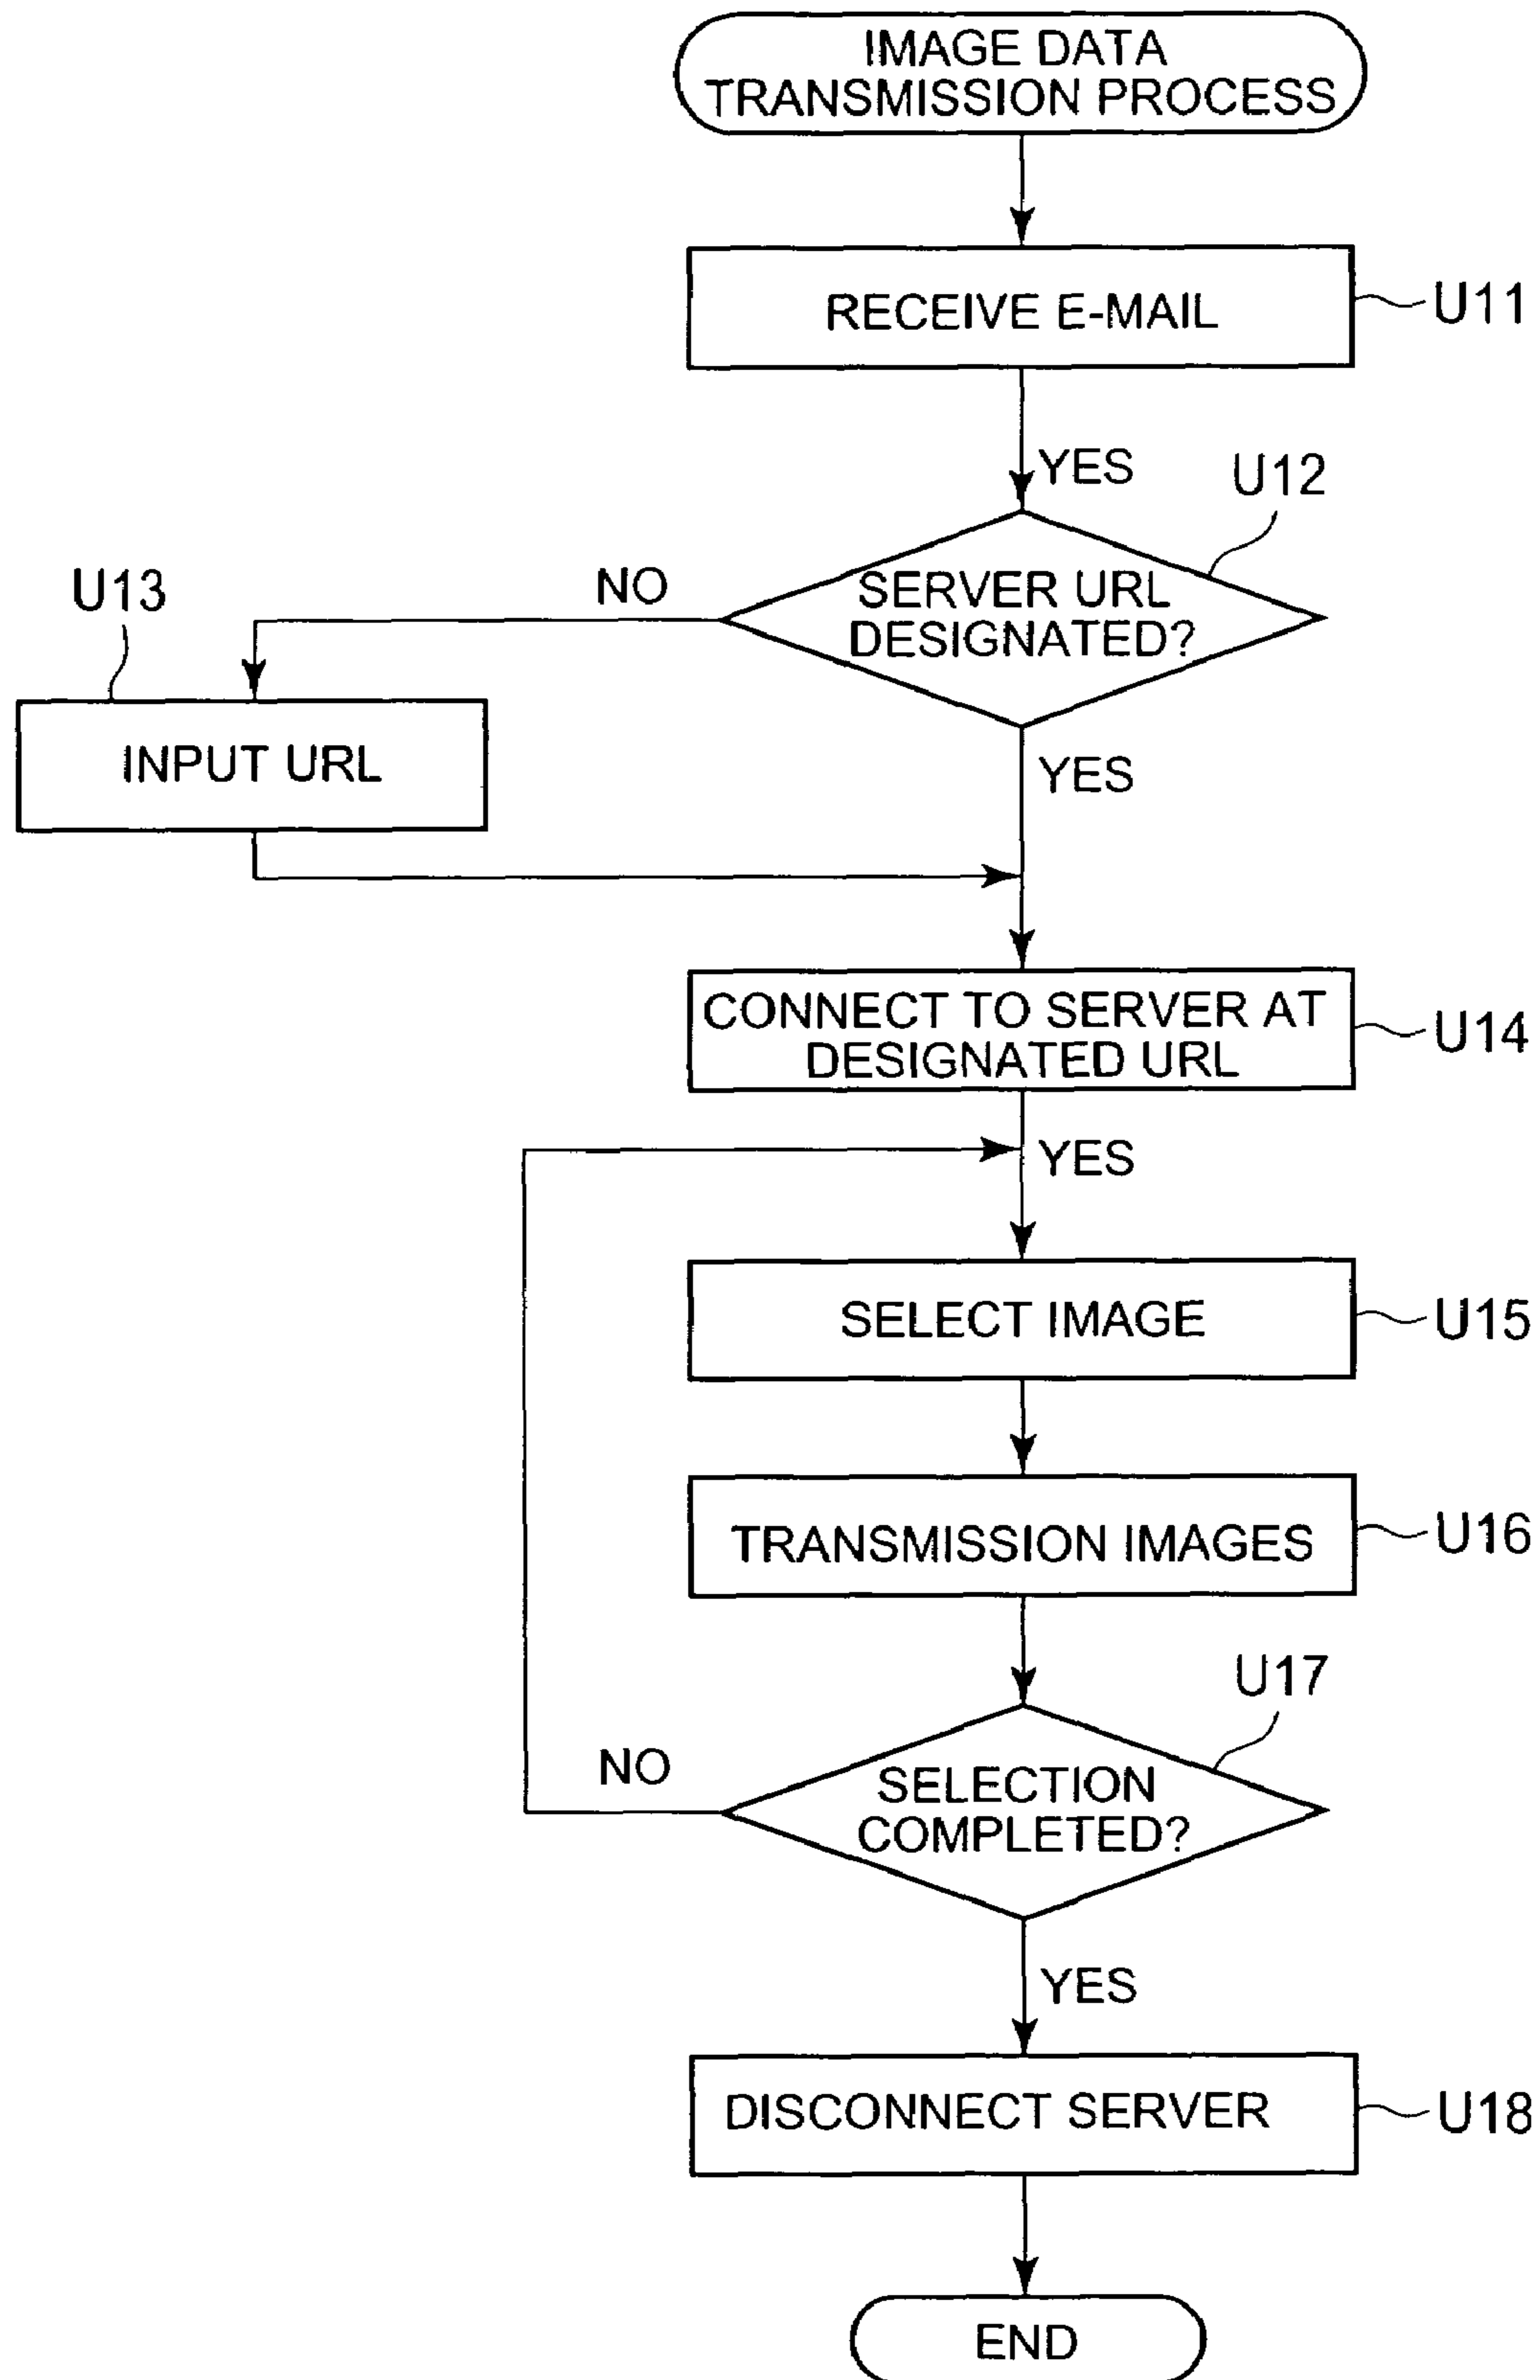 IMAGE DATA
TRANSMISSION PROCESS
RECEIVE E-MAIL
U11
YES
U12
SERVER URL
DESIGNATED?
NO
U13
INPUT URL
YES
CONNECT TO SERVER AT
DESIGNATED URL
U14
YES
SELECT IMAGE
U15
TRANSMISSION IMAGES
U16
U17
NO
SELECTION
COMPLETED?
YES
DISCONNECT SERVER
U18
END